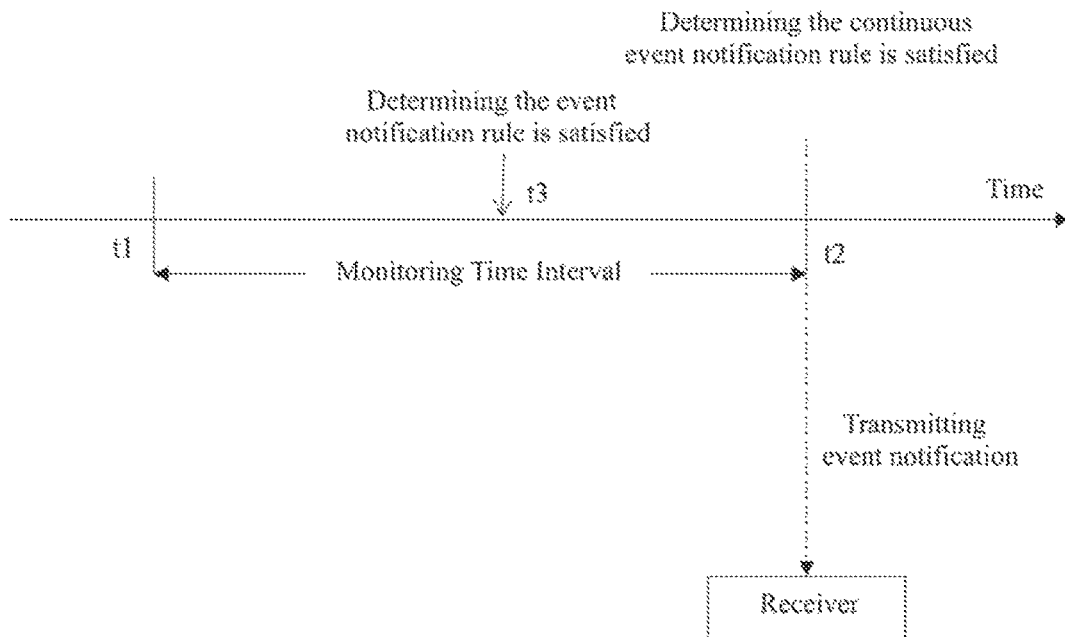 Determining the continuous
event notification rule is satisfied
Determining the event
notification rule is satisfied
t3
Time
t1
t2
Monitoring Time Interval
Transmitting
event notification
Receiver